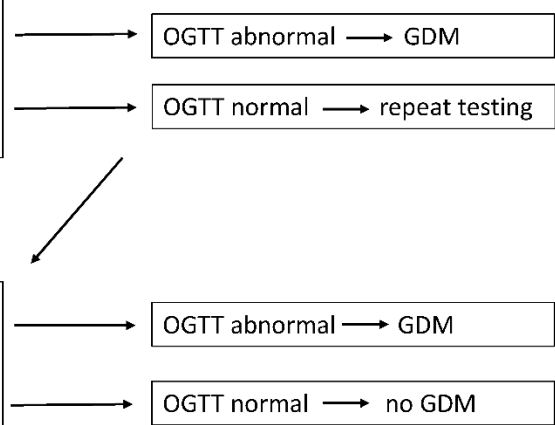 OGTT abnormal → GDM
OGTT normal → repeat testing
OGTT abnormal → GDM
OGTT normal → no GDM